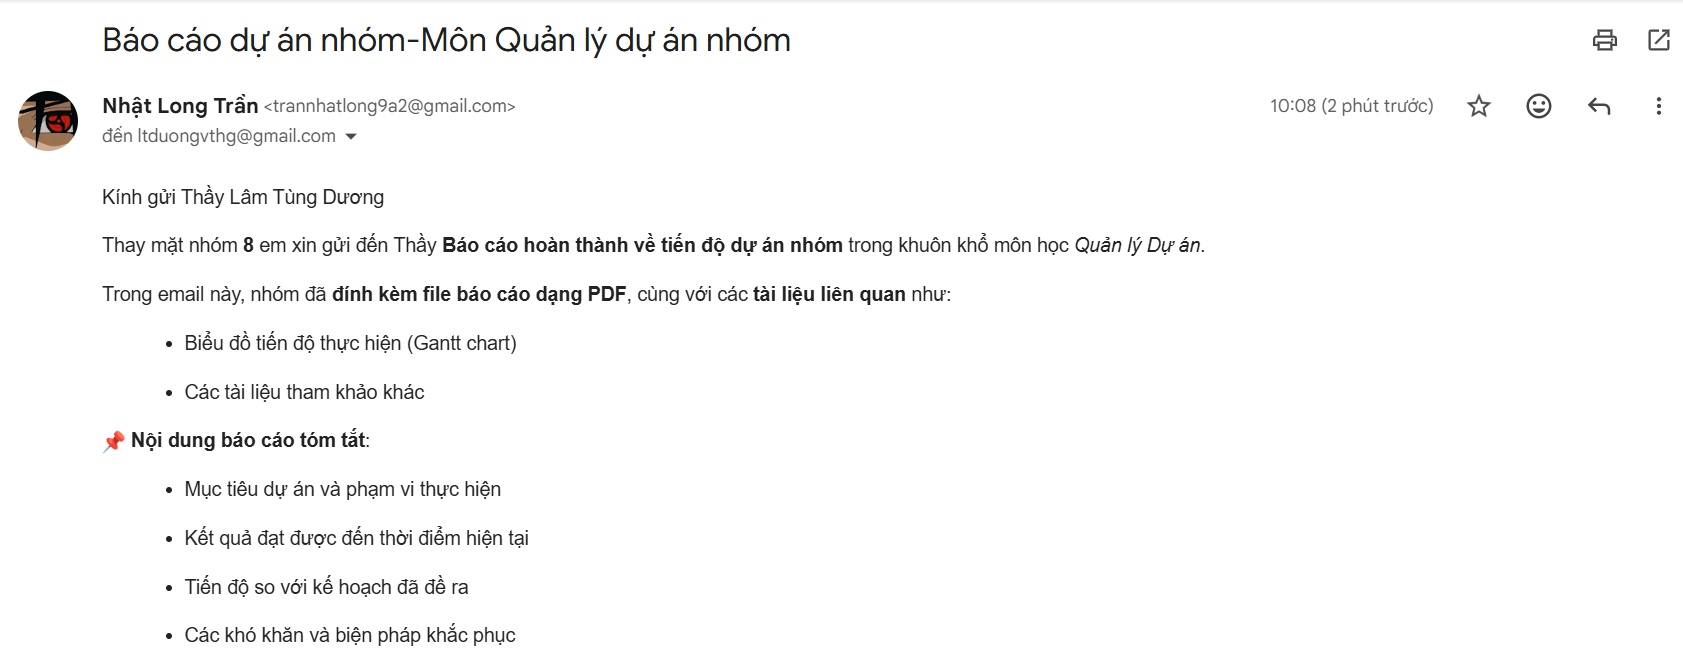 Báo cáo dự án nhóm-Môn Quản lý dự án nhóm
Nhật Long Trần <trannhatlong9a2@gmail.com>
10:08 (2 phút trước)
đến ltduongvthg@gmail.com
Kính gửi Thầy Lâm Tùng Dương
Thay mặt nhóm 8 em xin gửi đến Thầy Báo cáo hoàn thành về tiến độ dự án nhóm trong khuôn khổ môn học Quản lý Dự án.
Trong email này, nhóm đã đính kèm file báo cáo dạng PDF, cùng với các tài liệu liên quan như:
• Biểu đồ tiến độ thực hiện (Gantt chart)
• Các tài liệu tham khảo khác
📌 Nội dung báo cáo tóm tắt:
• Mục tiêu dự án và phạm vi thực hiện
• Kết quả đạt được đến thời điểm hiện tại
• Tiến độ so với kế hoạch đã đề ra
• Các khó khăn và biện pháp khắc phục